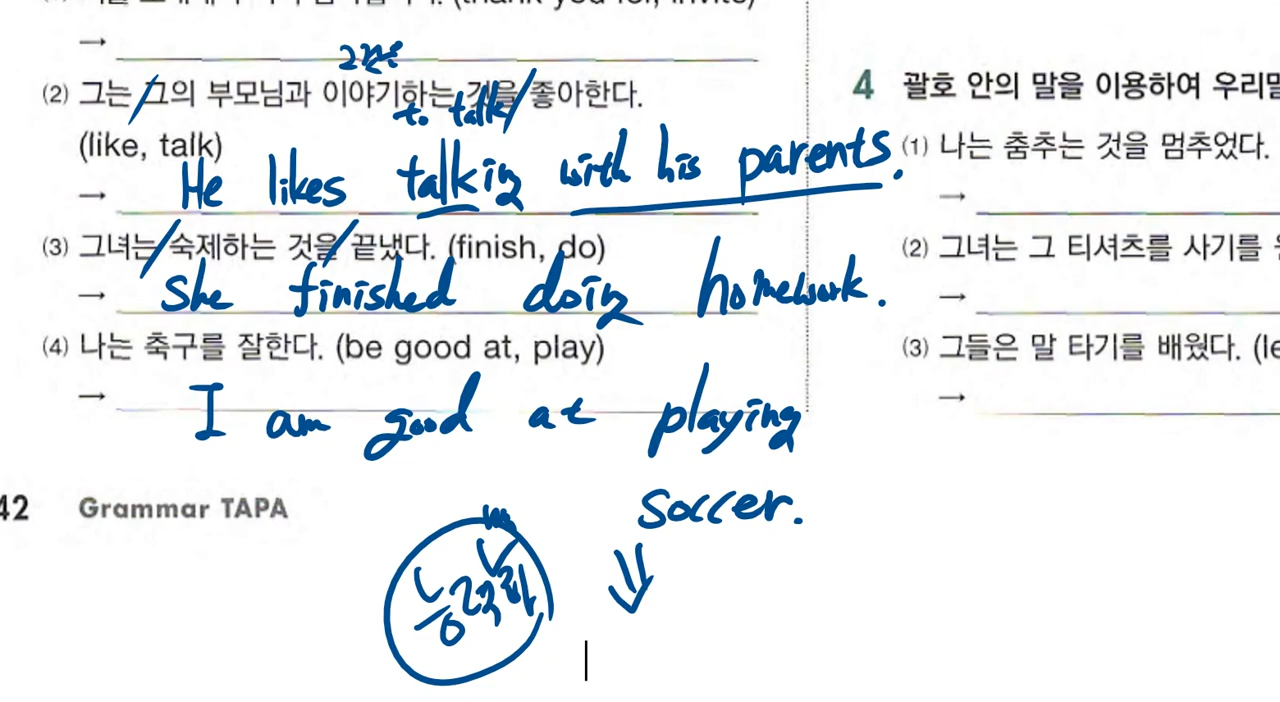 (thank you for, invite)
→
(2) 그는 그의 부모님과 이야기하는 것을 좋아한다.
to talk
(like, talk)
→ He likes talking with his parents.
(3) 그녀는 숙제하는 것을 끝냈다. (finish, do)
→ She finished doing homework.
(4) 나는 축구를 잘한다. (be good at, play)
→ I am good at playing
soccer.
42 Grammar TAPA
4 괄호 안의 말을 이용하여 우리말
(1) 나는 춤추는 것을 멈추었다.
→
(2) 그녀는 그 티셔츠를 사기를
→
(3) 그들은 말 타기를 배웠다. (le
→